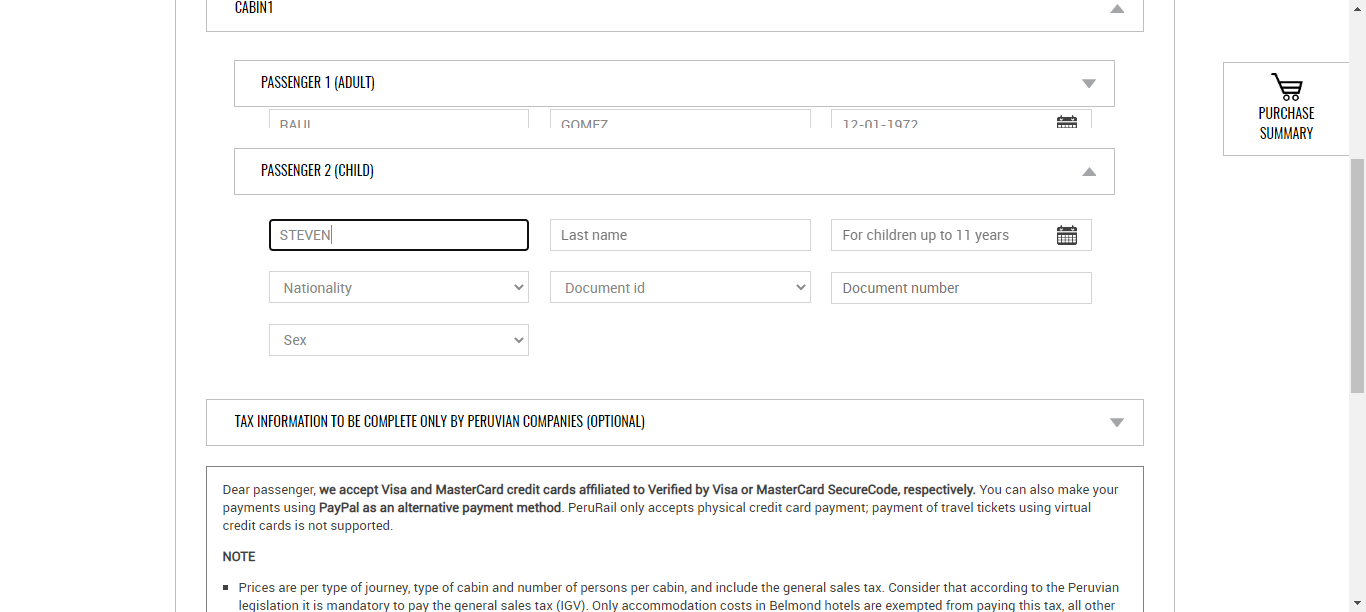 CABIN1
PASSENGER 1 (ADULT)
RAUL GOMEZ 12-01-1972
PURCHASE
SUMMARY
PASSENGER 2 (CHILD)
STEVEN Last name For children up to 11 years
Nationality Document id Document number
Sex
TAX INFORMATION TO BE COMPLETE ONLY BY PERUVIAN COMPANIES (OPTIONAL)
Dear passenger, we accept Visa and MasterCard credit cards affiliated to Verified by Visa or MasterCard SecureCode, respectively. You can also make your
payments using PayPal as an alternative payment method. PeruRail only accepts physical credit card payment; payment of travel tickets using virtual
credit cards is not supported.
NOTE
Prices are per type of journey, type of cabin and number of persons per cabin, and include the general sales tax. Consider that according to the Peruvian
legislation it is mandatory to pay the general sales tax (IGV). Only accommodation costs in Belmond hotels are exempted from paying this tax, all other